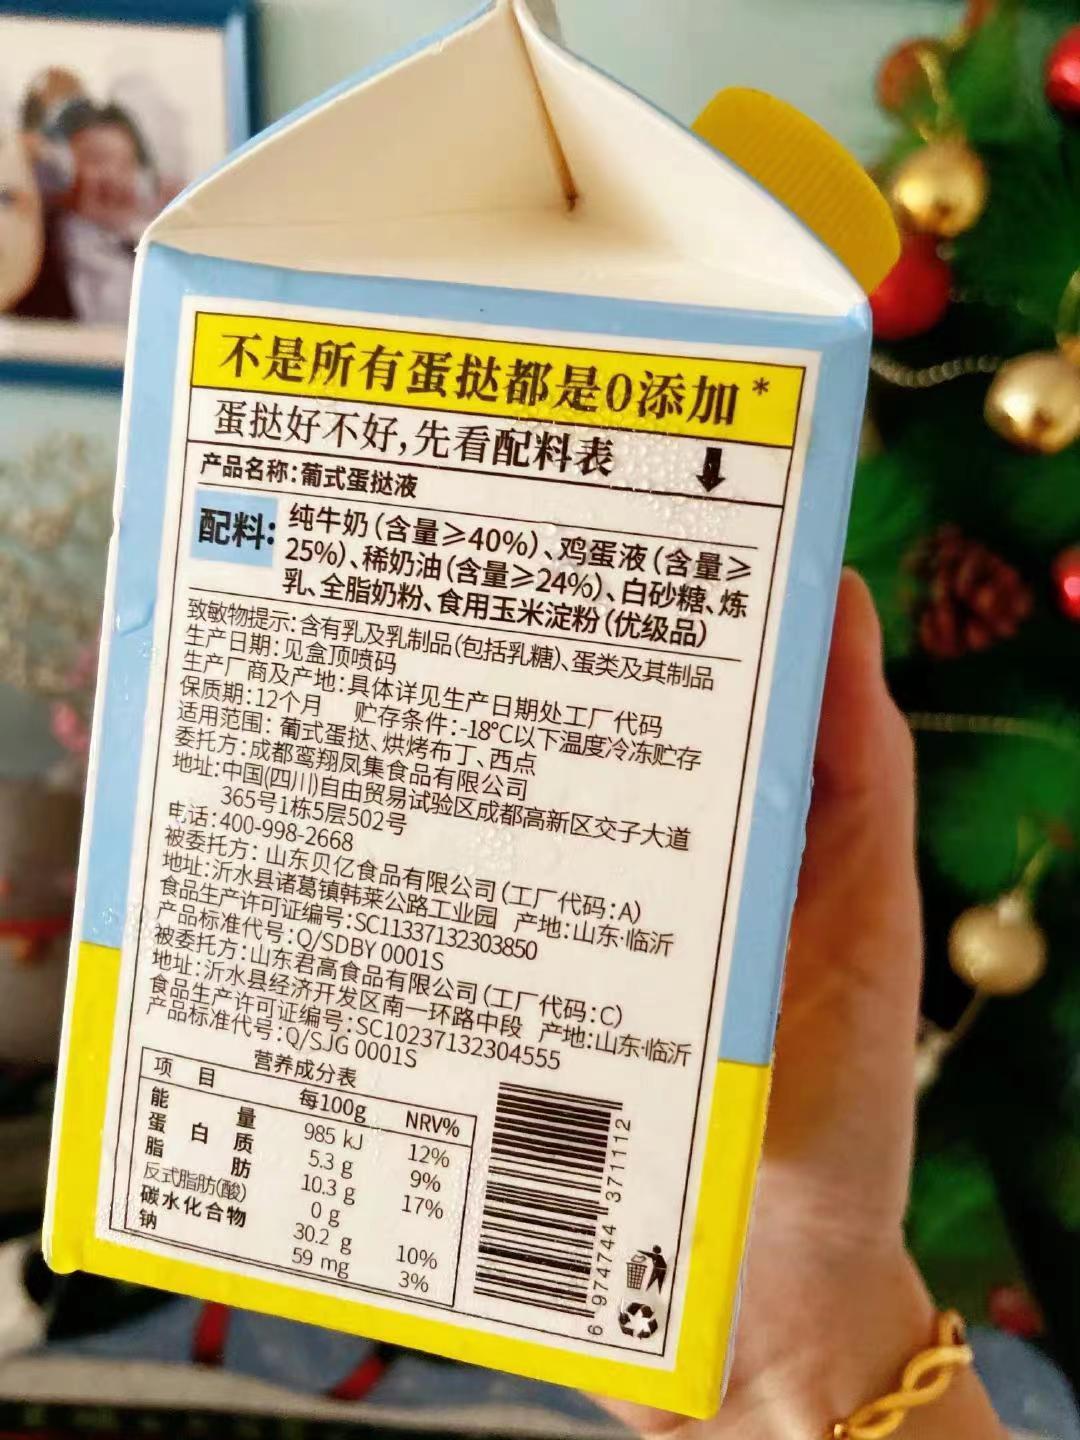 不是所有蛋挞都是0添加*
蛋挞好不好,先看配料表
产品名称:葡式蛋挞液
配料:
纯牛奶(含量≥40%)、鸡蛋液(含量≥
25%)、稀奶油(含量≥24%)、白砂糖、炼
乳、全脂奶粉、食用玉米淀粉(优级品)
致敏物提示:含有乳及乳制品(包括乳糖)、蛋类及其制品
生产日期:见盒顶喷码
生产厂商及产地:具体详见生产日期处工厂代码
保质期:12个月 贮存条件:-18°C以下温度冷冻贮存
适用范围:葡式蛋挞、烘烤布丁、西点
委托方:成都鸾翔凤集食品有限公司
地址:中国(四川)自由贸易试验区成都高新区交子大道
365号1栋5层502号
电话:400-998-2668
被委托方:山东贝亿食品有限公司(工厂代码:A)
地址:沂水县诸葛镇韩莱公路工业园 产地:山东·临沂
食品生产许可证编号:SC11337132303850
产品标准代号:Q/SDBY 0001S
被委托方:山东君高食品有限公司(工厂代码:C)
地址:沂水县经济开发区南一环路中段 产地:山东·临沂
食品生产许可证编号:SC10237132304555
产品标准代号:Q/SJG 0001S
营养成分表
项目 每100g NRV%
能量 985 kJ 12%
蛋白质 5.3 g 9%
脂肪 10.3 g 17%
反式脂肪(酸) 0 g
碳水化合物 30.2 g 10%
钠 59 mg 3%
6 974744 371112